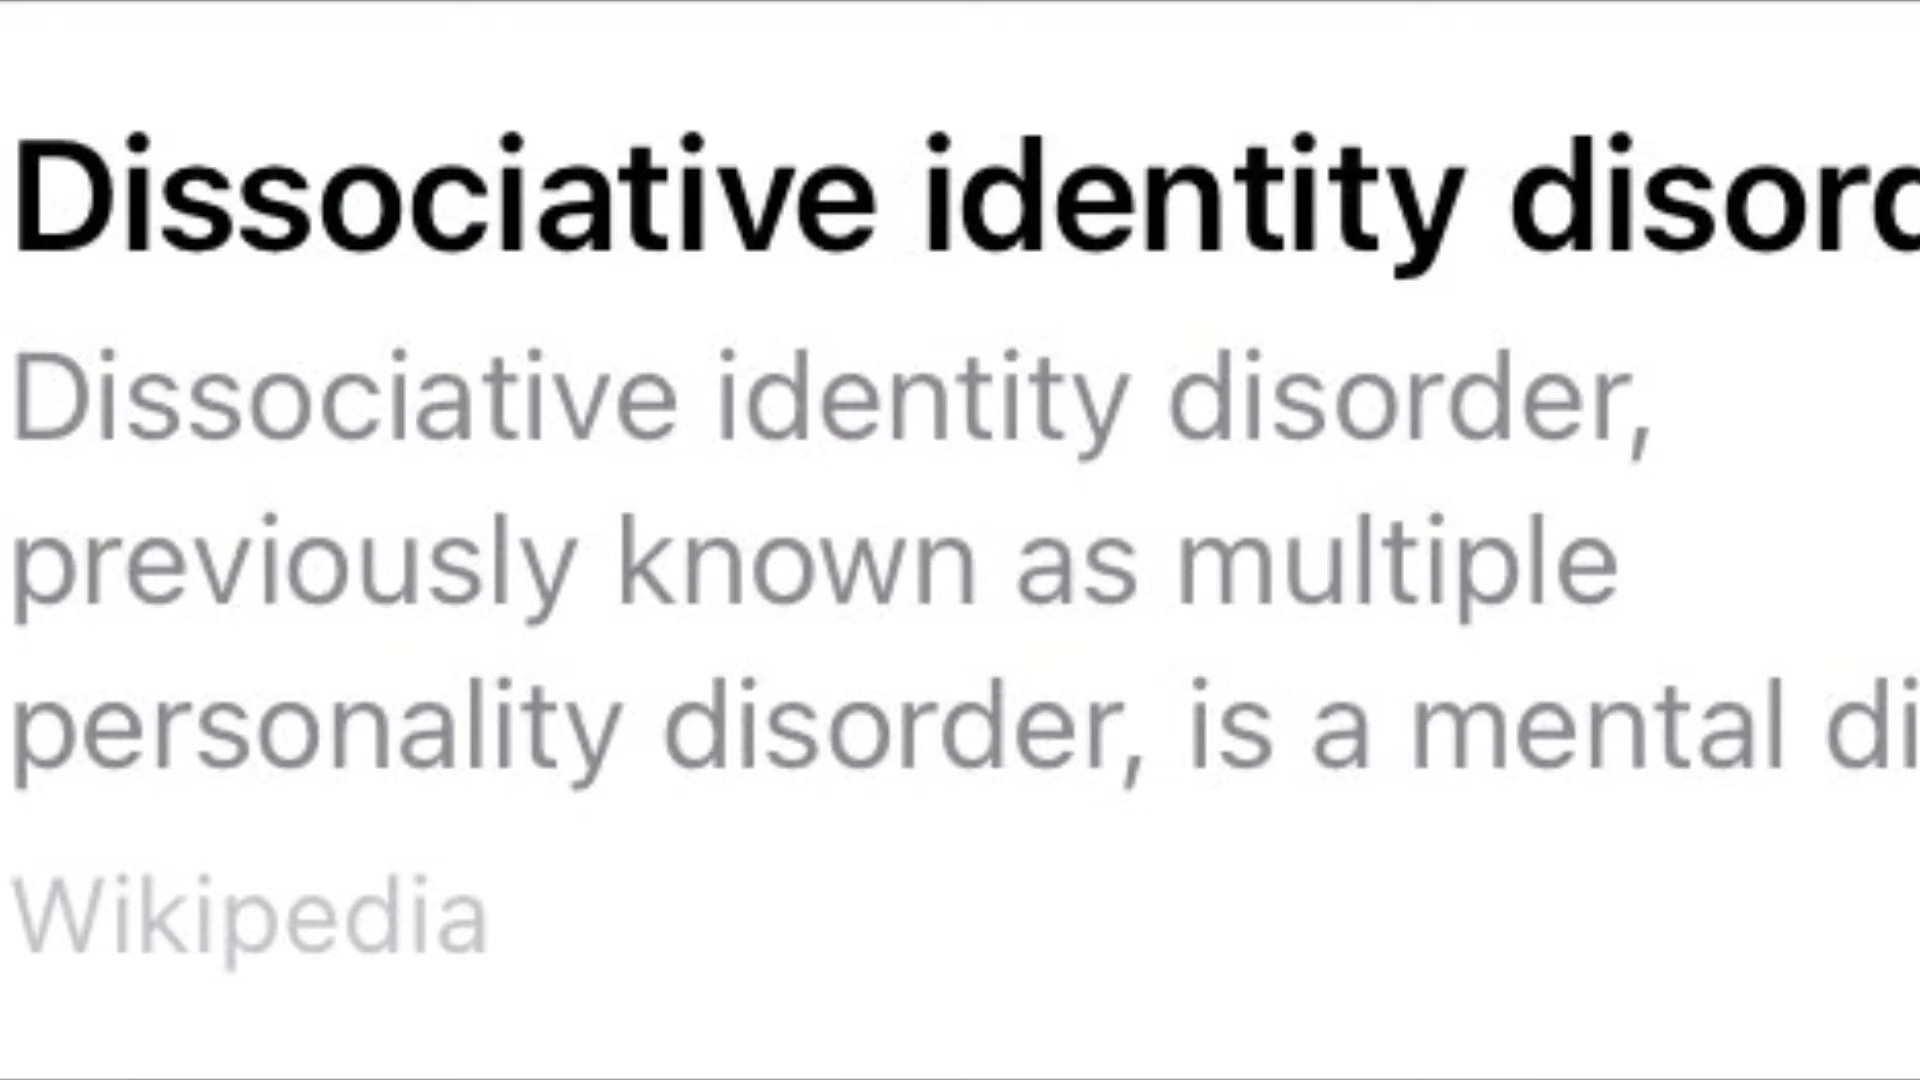 Dissociative identity disord
Dissociative identity disorder,
previously known as multiple
personality disorder, is a mental di
Wikipedia